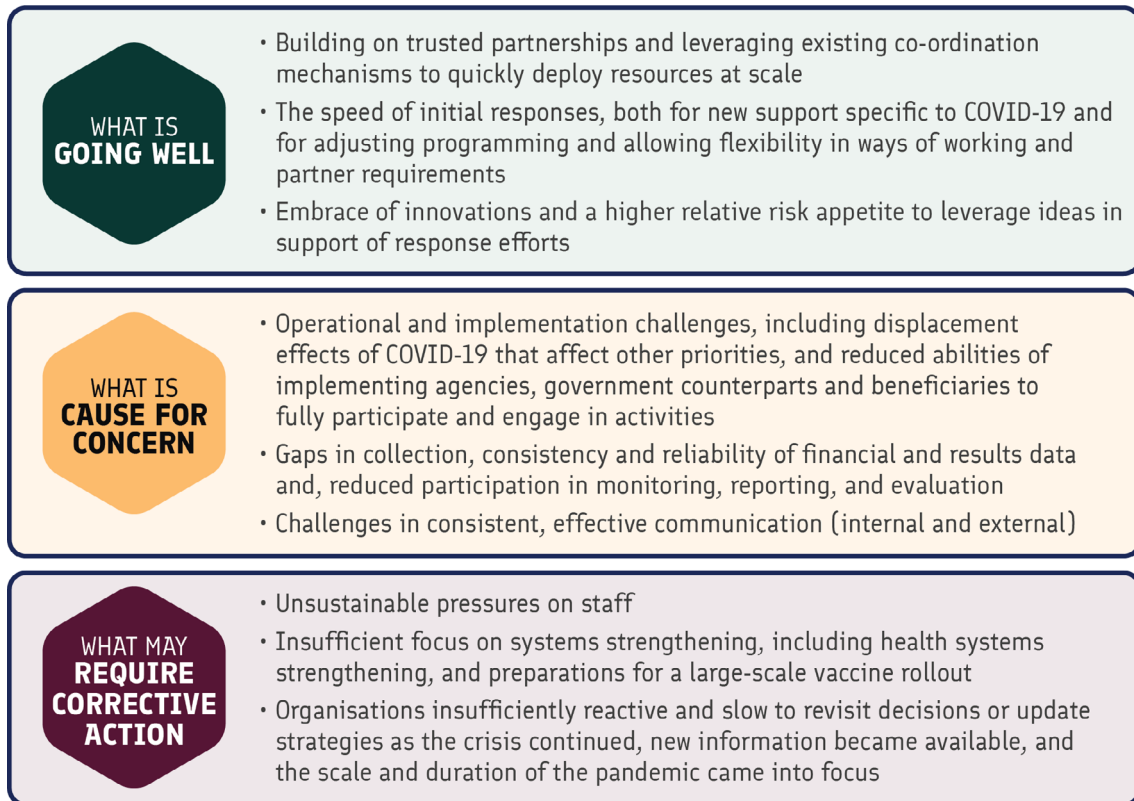 WHAT IS
GOING WELL
• Building on trusted partnerships and leveraging existing co-ordination
mechanisms to quickly deploy resources at scale
• The speed of initial responses, both for new support specific to COVID-19 and
for adjusting programming and allowing flexibility in ways of working and
partner requirements
• Embrace of innovations and a higher relative risk appetite to leverage ideas in
support of response efforts
WHAT IS
CAUSE FOR
CONCERN
• Operational and implementation challenges, including displacement
effects of COVID-19 that affect other priorities, and reduced abilities of
implementing agencies, government counterparts and beneficiaries to
fully participate and engage in activities
• Gaps in collection, consistency and reliability of financial and results data
and, reduced participation in monitoring, reporting, and evaluation
• Challenges in consistent, effective communication (internal and external)
WHAT MAY
REQUIRE
CORRECTIVE
ACTION
• Unsustainable pressures on staff
• Insufficient focus on systems strengthening, including health systems
strengthening, and preparations for a large-scale vaccine rollout
• Organisations insufficiently reactive and slow to revisit decisions or update
strategies as the crisis continued, new information became available, and
the scale and duration of the pandemic came into focus